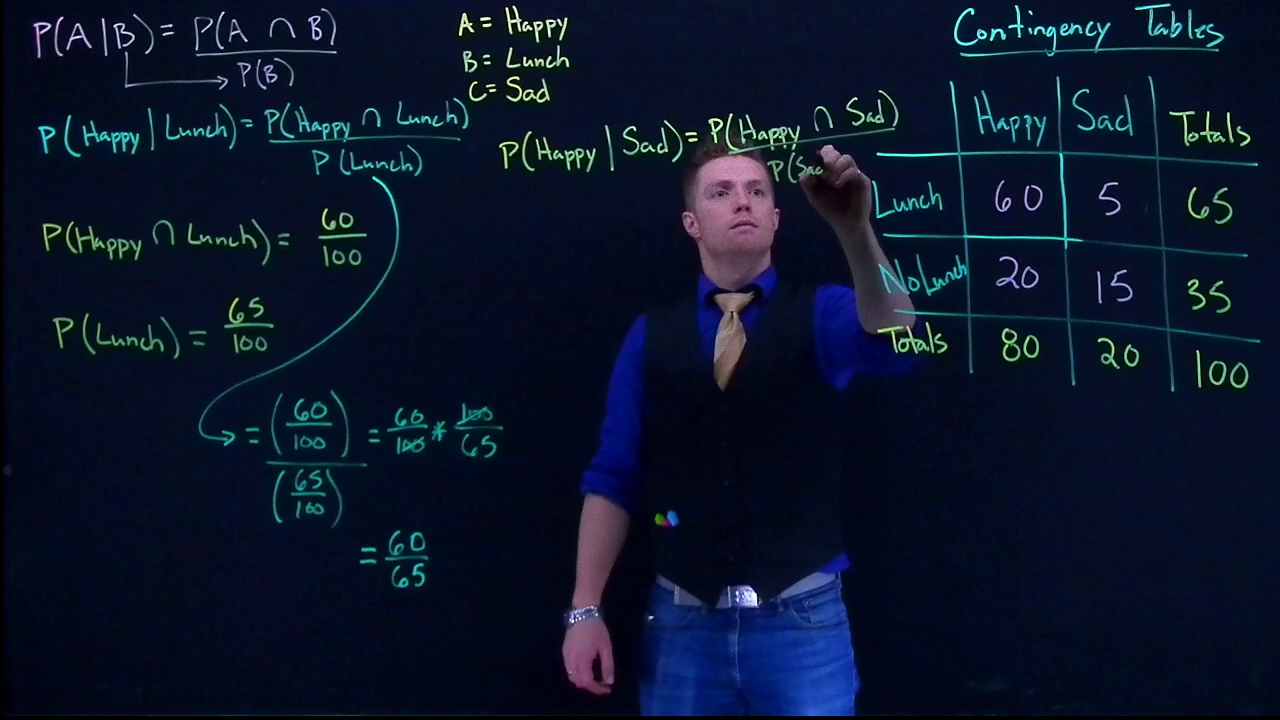 P(A|B) = P(A ∩ B)
P(B)
A = Happy
B = Lunch
C = Sad
P(Happy | Lunch) = P(Happy ∩ Lunch)
P(Lunch)
P(Happy ∩ Lunch) = 60
100
P(Lunch) = 65
100
= (60/100) = 60/100 * 100/65
(65/100)
= 60
65
P(Happy | Sad) = P(Happy ∩ Sad)
P(Sad
Contingency Tables
Happy Sad Totals
Lunch 60 5 65
No Lunch 20 15 35
Totals 80 20 100